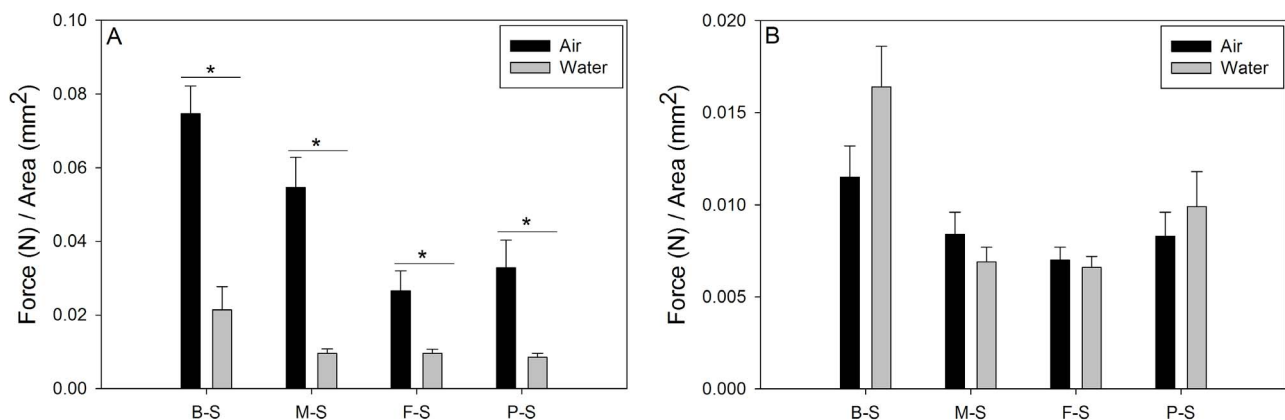 A
Air
Water
*
*
*
*
Force (N) / Area (mm2)
0.10
0.08
0.06
0.04
0.02
0.00
B-S
M-S
F-S
P-S
B
Air
Water
Force (N) / Area (mm2)
0.020
0.015
0.010
0.005
0.000
B-S
M-S
F-S
P-S